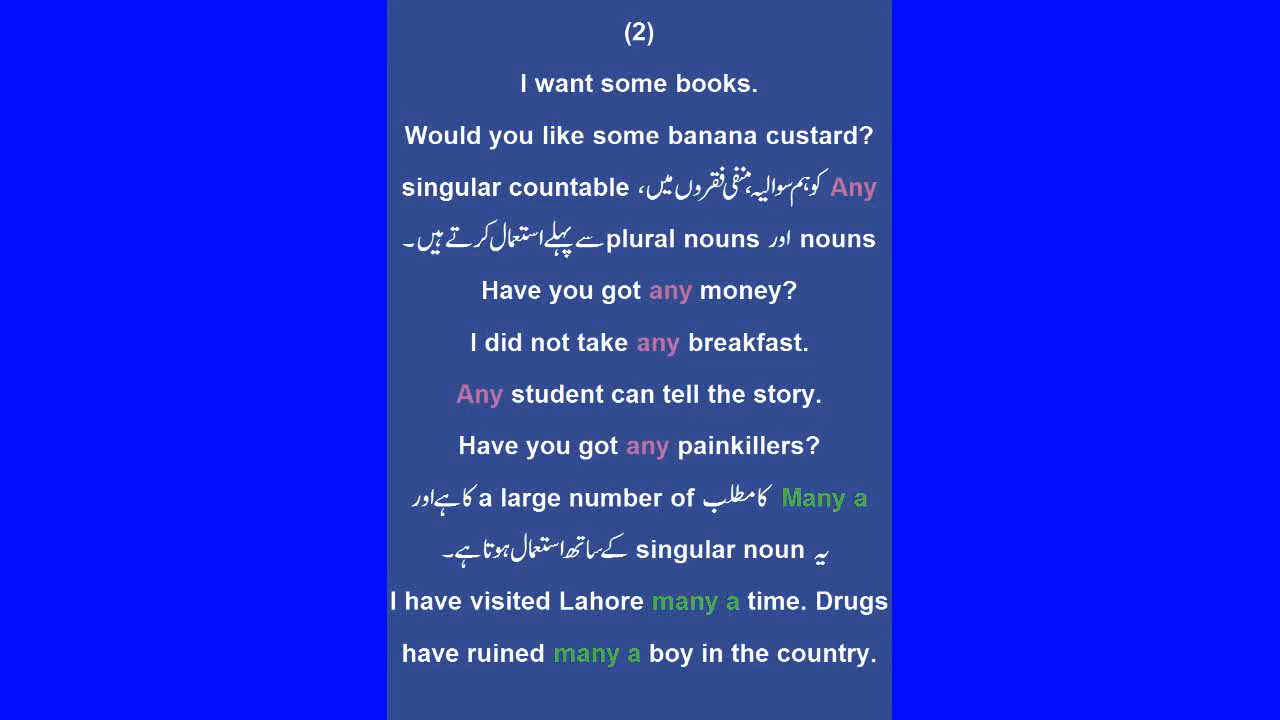 (2)
I want some books.
Would you like some banana custard?
Any کو ہم سوالیہ، منفی فقروں میں، singular countable
nouns اور plural nouns سے پہلے استعمال کرتے ہیں۔
Have you got any money?
I did not take any breakfast.
Any student can tell the story.
Have you got any painkillers?
Many a کا مطلب a large number of کا ہے اور
یہ singular noun کے ساتھ استعمال ہوتا ہے۔
I have visited Lahore many a time. Drugs
have ruined many a boy in the country.